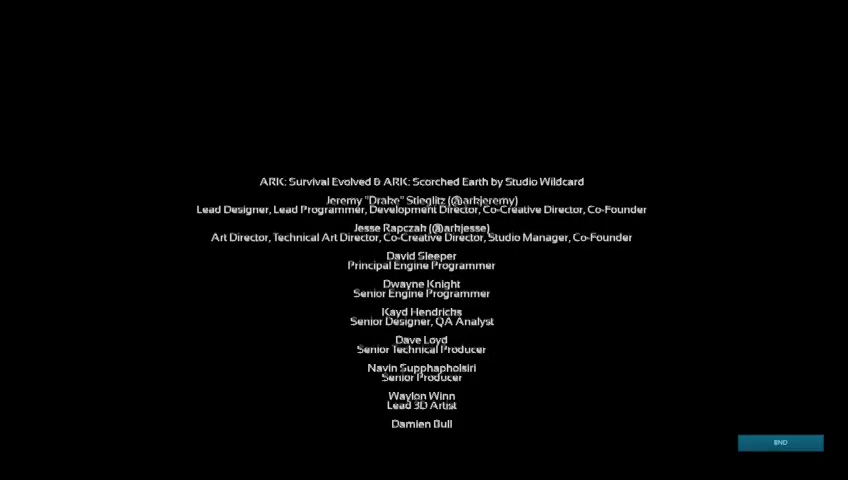 ARK: Survival Evolved & ARK: Scorched Earth by Studio Wildcard
Jeremy "Drake" Stieglitz (@arkjeremy)
Lead Designer, Lead Programmer, Development Director, Co-Creative Director, Co-Founder
Jesse Rapczak (@arkjesse)
Art Director, Technical Art Director, Co-Creative Director, Studio Manager, Co-Founder
David Sleeper
Principal Engine Programmer
Dwayne Knight
Senior Engine Programmer
Kayd Hendricks
Senior Designer, QA Analyst
Dave Loyd
Senior Technical Producer
Navin Supphapholsiri
Senior Producer
Waylon Winn
Lead 3D Artist
Damien Bull
END